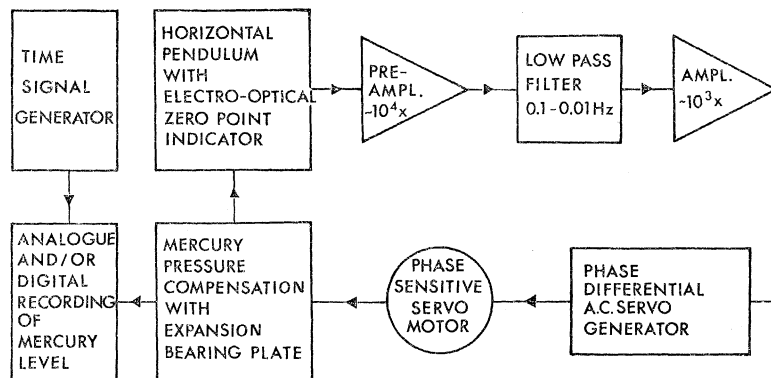 TIME
SIGNAL
GENERATOR
HORIZONTAL
PENDULUM
WITH
ELECTRO-OPTICAL
ZERO POINT
INDICATOR
PRE-
AMPL.
~10⁴x
LOW PASS
FILTER
0.1-0.01Hz
AMPL.
~10³x
ANALOGUE
AND/OR
DIGITAL
RECORDING
OF
MERCURY
LEVEL
MERCURY
PRESSURE
COMPENSATION
WITH
EXPANSION
BEARING PLATE
PHASE
SENSITIVE
SERVO
MOTOR
PHASE
DIFFERENTIAL
A.C. SERVO
GENERATOR